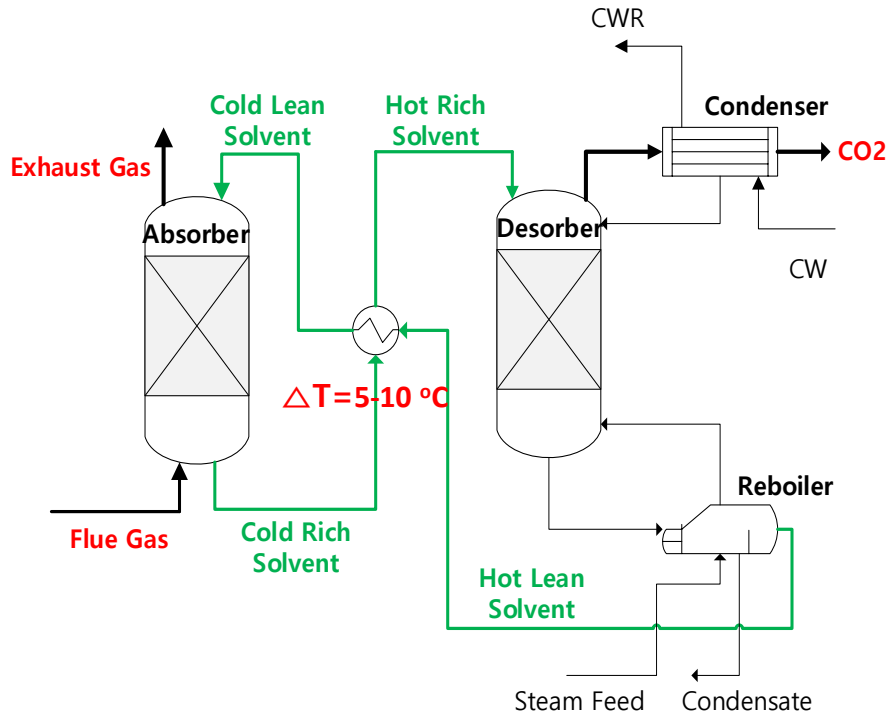 CWR
Cold Lean
Solvent
Hot Rich
Solvent
Condenser
Exhaust Gas
CO2
Absorber
Desorber
CW
△T=5-10 ºC
Reboiler
Cold Rich
Solvent
Flue Gas
Hot Lean
Solvent
Steam Feed
Condensate